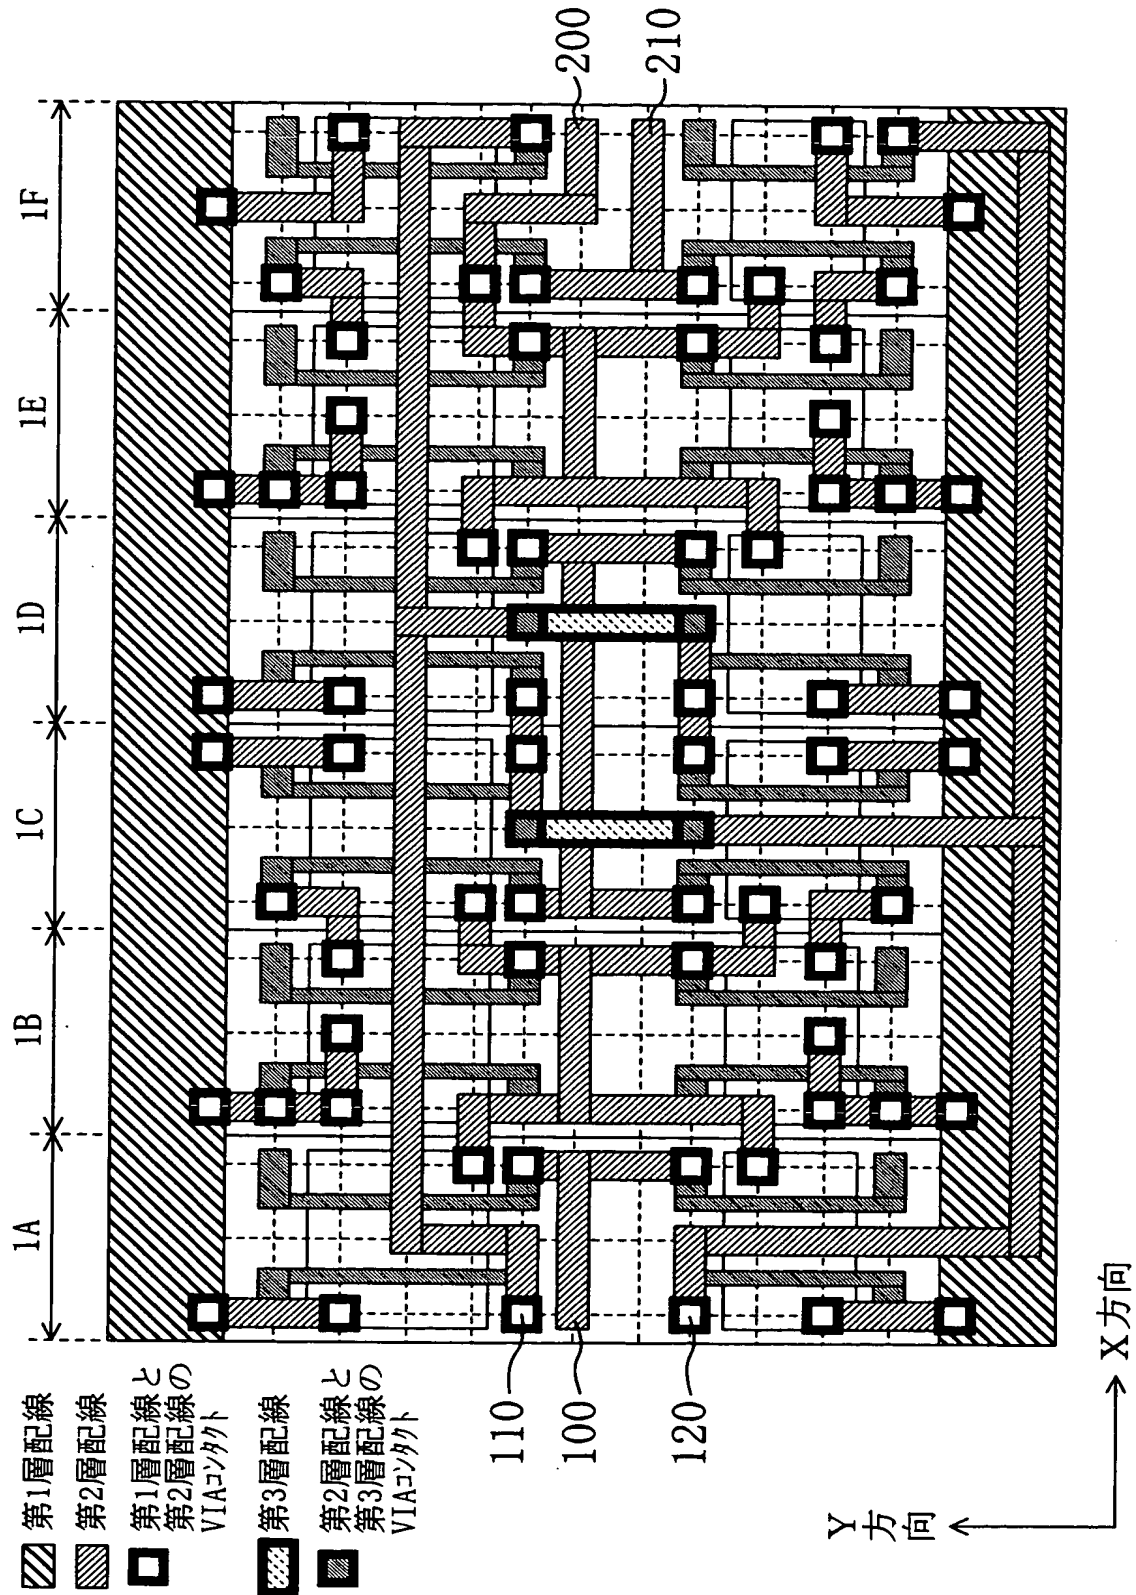 1A
1B
1C
1D
1E
1F
200
210
110
100
120
第1層配線
第2層配線
第1層配線と
第2層配線の
VIAコンタクト
第3層配線
第2層配線と
第3層配線の
VIAコンタクト
Y方向
X方向